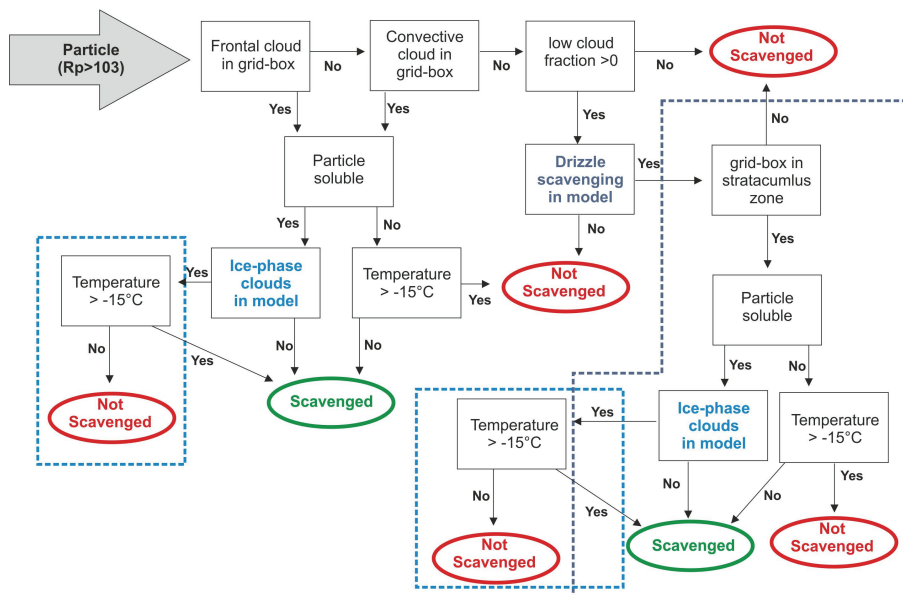 Particle
(Rp>103)
Frontal cloud
in grid-box
No
Convective
cloud in
grid-box
No
low cloud
fraction >0
No
Not
Scavenged
Yes
Yes
Yes
No
Particle
soluble
Drizzle
scavenging
in model
Yes
grid-box in
stratacumlus
zone
Yes
No
No
Yes
Temperature
> -15°C
Yes
Ice-phase
clouds
in model
Temperature
> -15°C
Yes
Not
Scavenged
Particle
soluble
No
Yes
No
No
Yes
No
Not
Scavenged
Scavenged
Temperature
> -15°C
Yes
Ice-phase
clouds
in model
Temperature
> -15°C
No
Yes
No
No
Yes
Not
Scavenged
Scavenged
Not
Scavenged